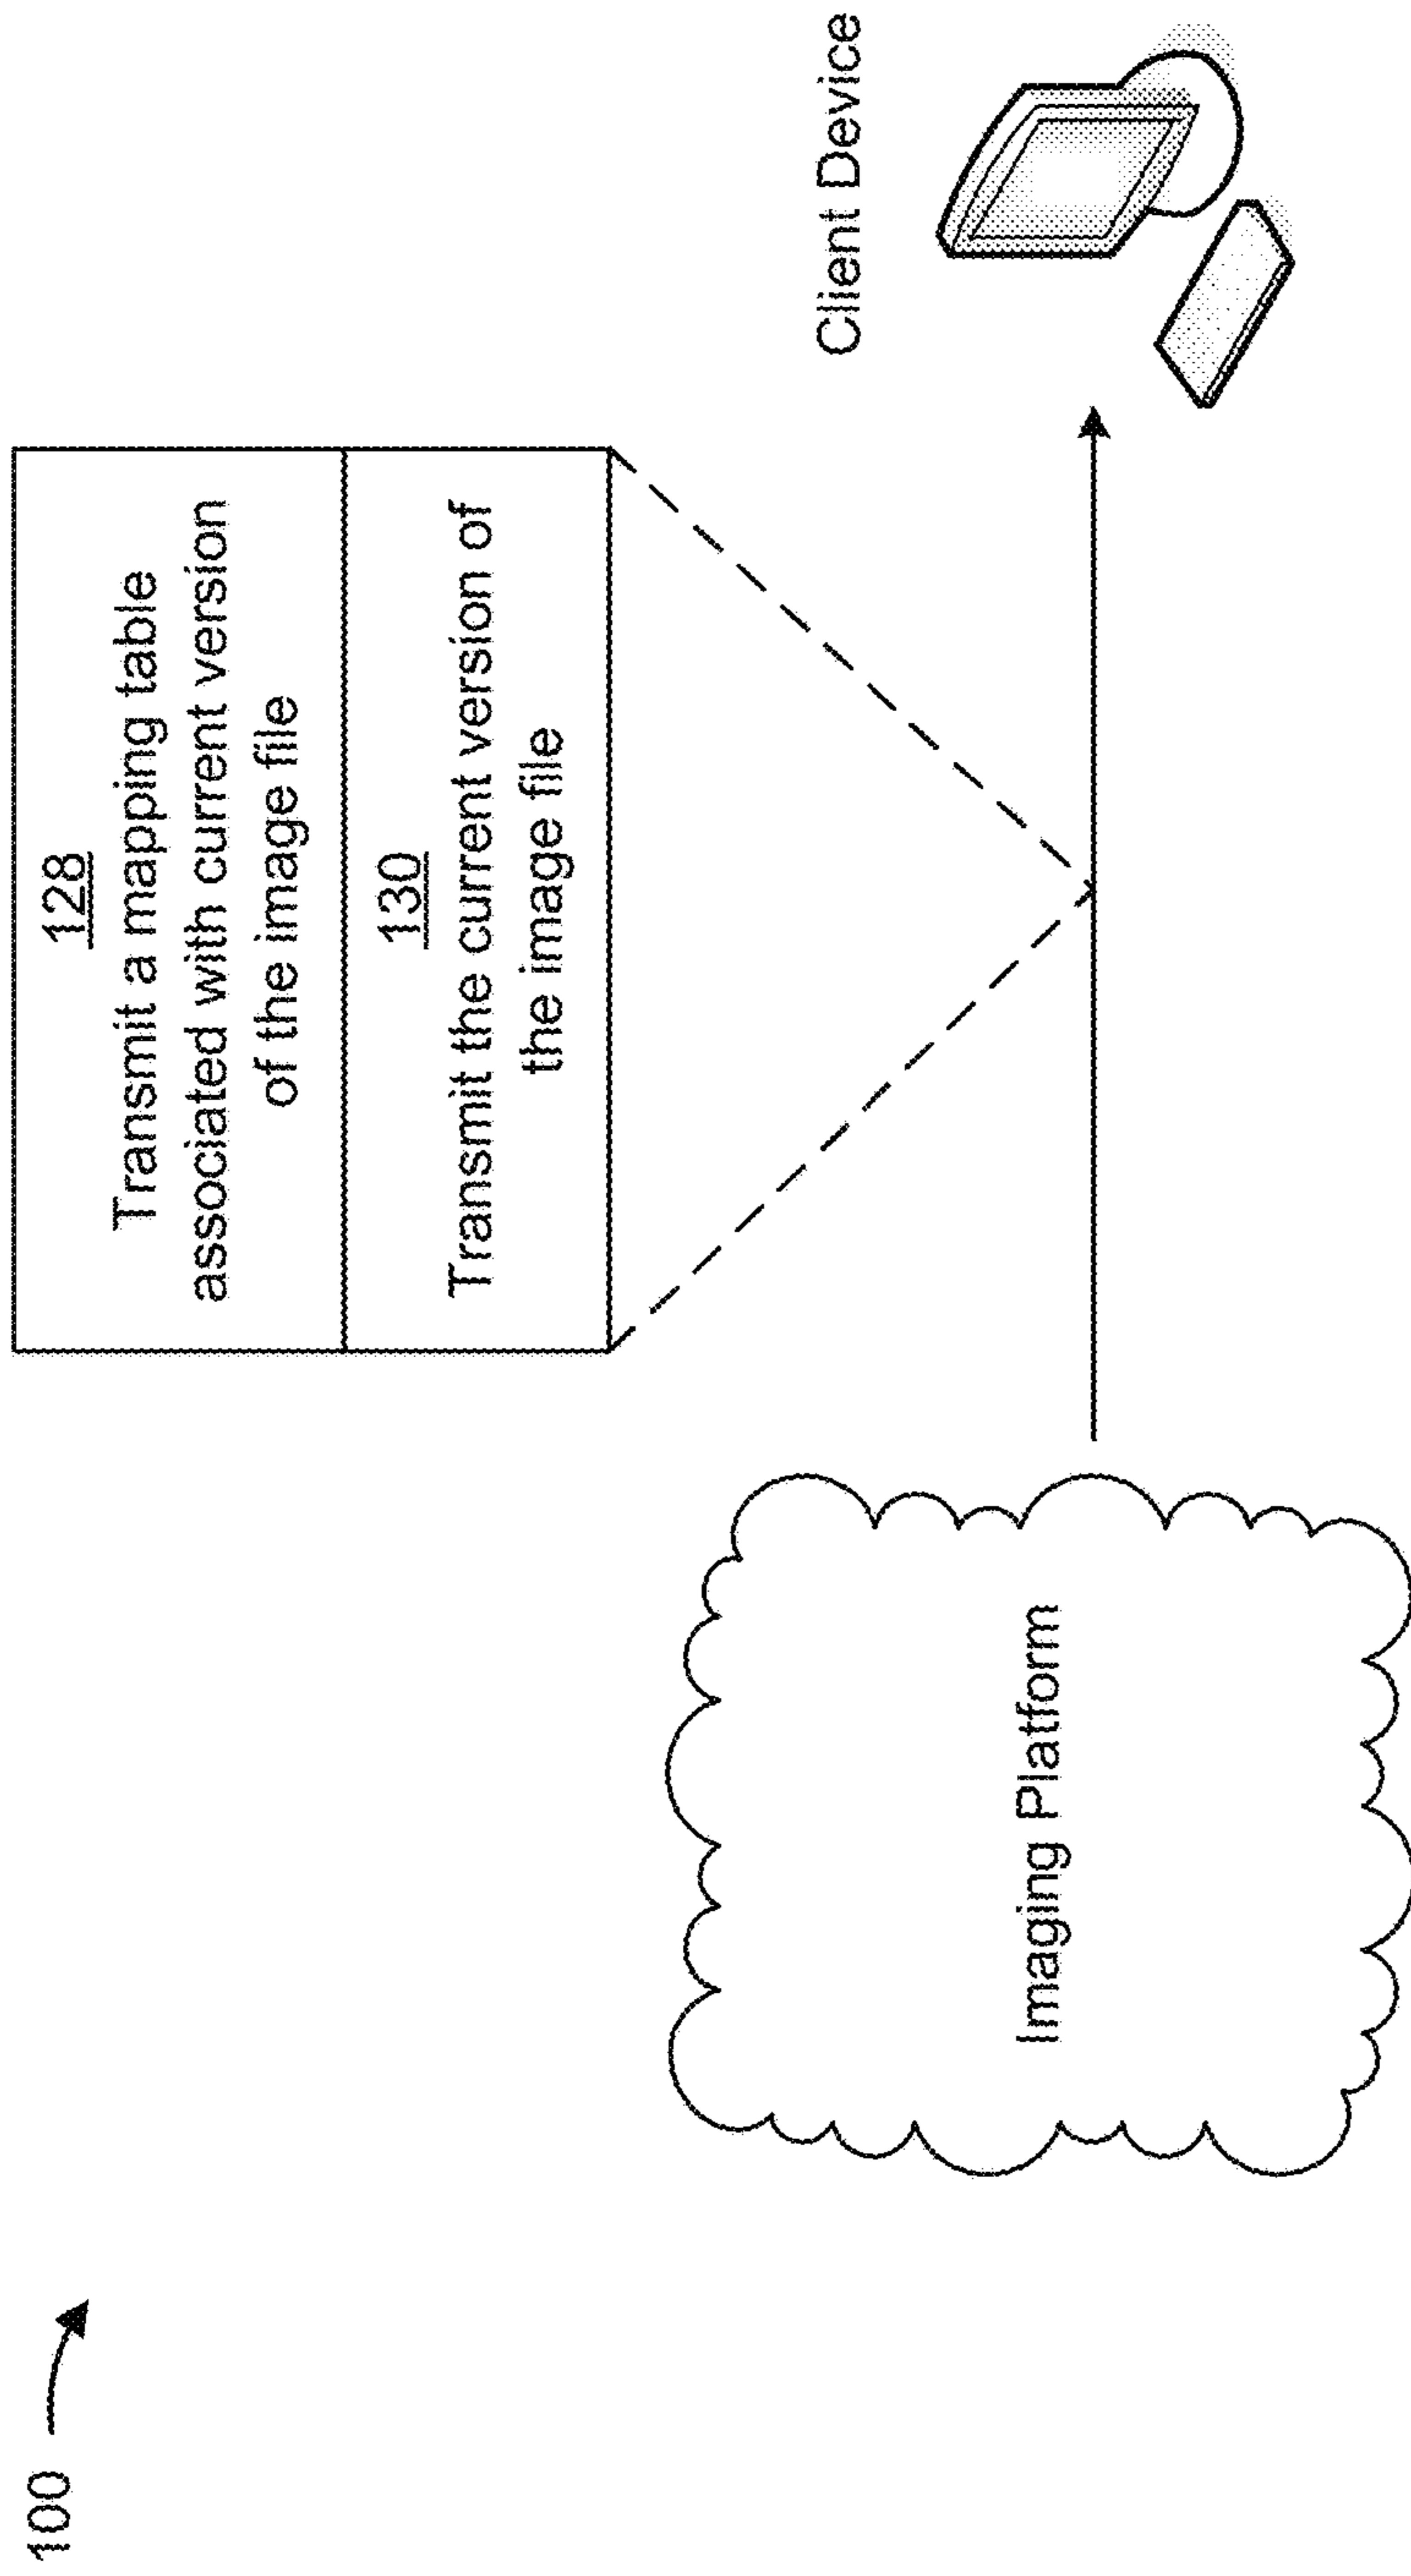 100
128
Transmit a mapping table
associated with current version
of the image file
130
Transmit the current version of
the image file
Client Device
Imaging Platform